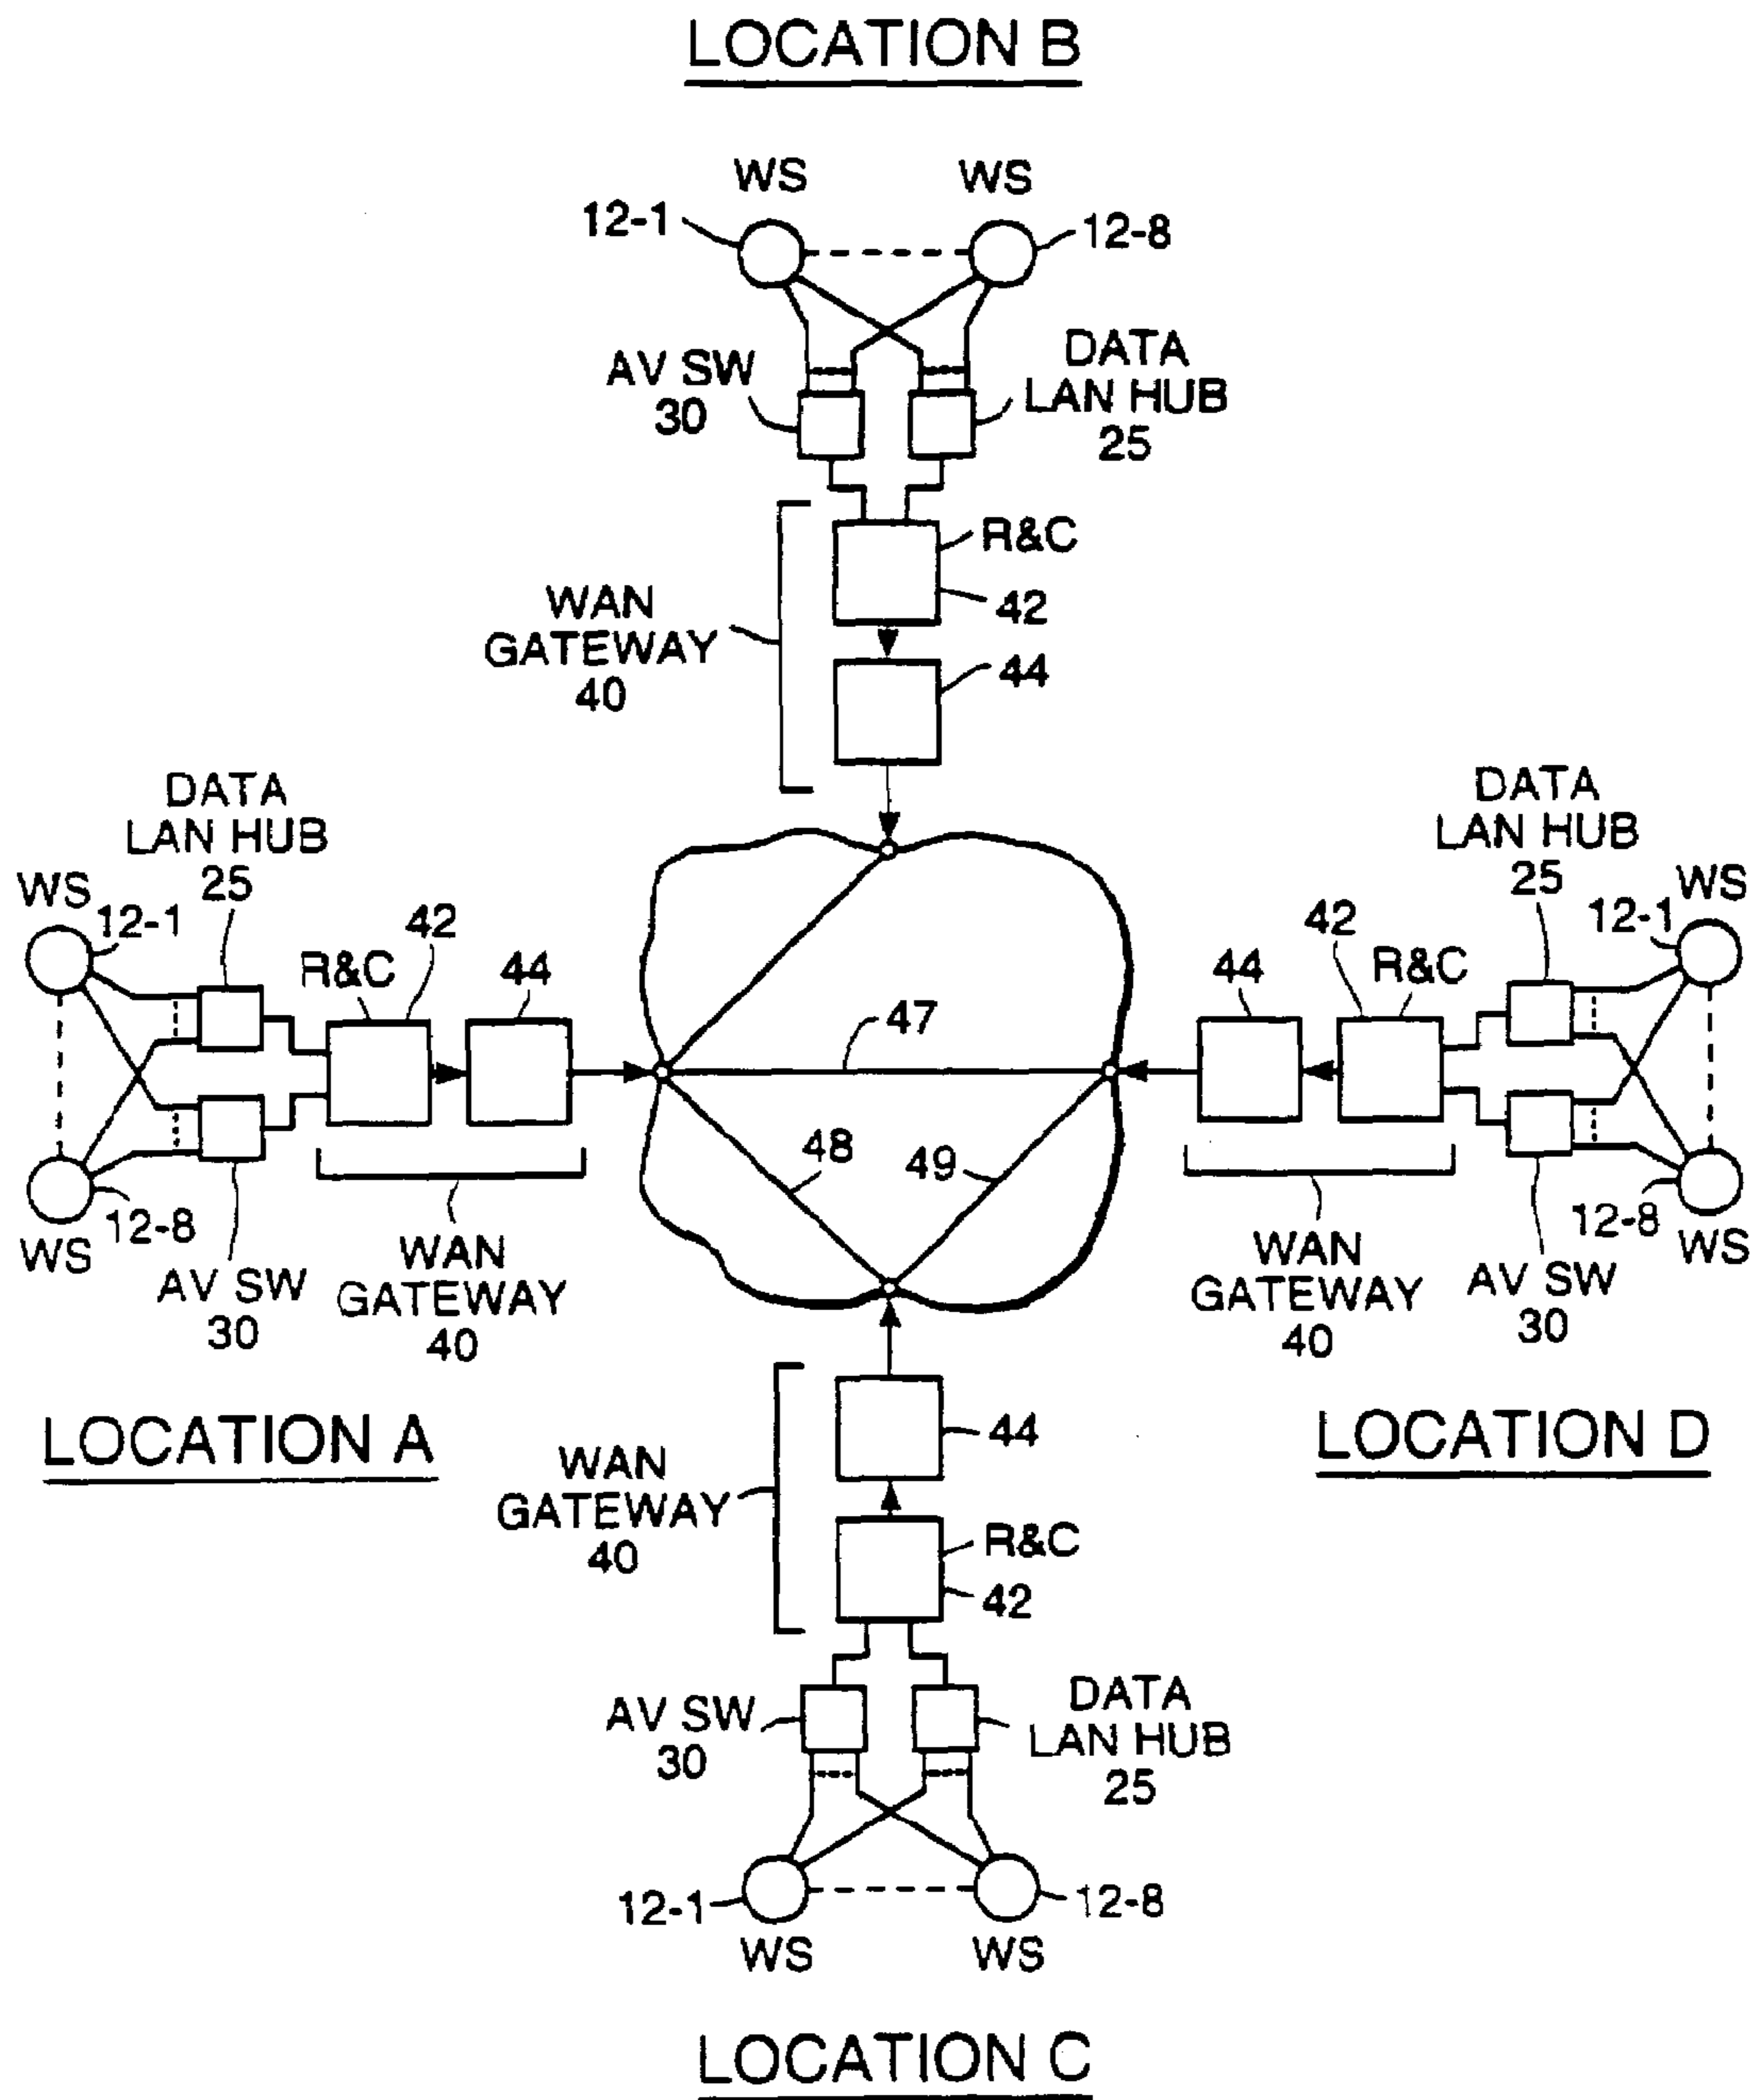 LOCATION B
WS WS
12-1 12-8
AV SW
30
DATA
LAN HUB
25
R&C
42
WAN
GATEWAY
40
44
DATA
LAN HUB
25
WS
12-1
R&C
42
44
12-8
WS
AV SW
30
WAN
GATEWAY
40
LOCATION A
47
48
49
DATA
LAN HUB
25
WS
12-1
42
R&C
44
12-8
WS
AV SW
30
WAN
GATEWAY
40
LOCATION D
44
WAN
GATEWAY
40
R&C
42
AV SW
30
DATA
LAN HUB
25
12-1 12-8
WS WS
LOCATION C